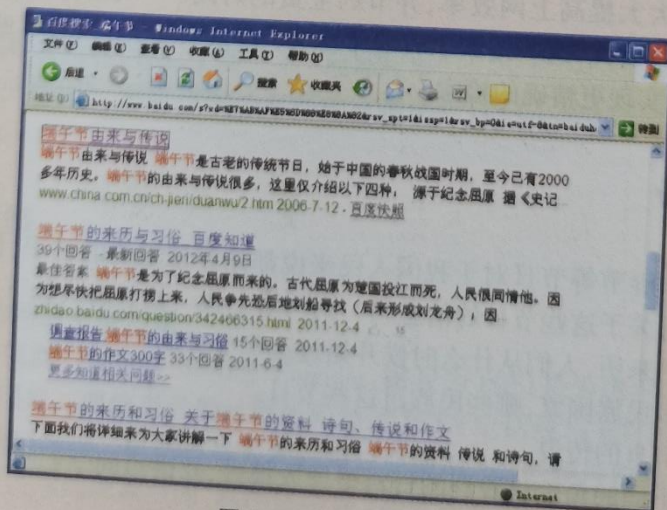 百度搜索_端午节 - Windows Internet Explorer
文件(F) 编辑(E) 查看(V) 收藏(A) 工具(T) 帮助(H)
后退 搜索 收藏夹
地址(D) 转到
端午节由来与传说
端午节由来与传说 端午节是古老的传统节日，始于中国的春秋战国时期，至今已有2000
多年历史。端午节的由来与传说很多，这里仅介绍以下四种， 源于纪念屈原 据《史记
www.china.com.cn/ch-jieri/duanwu/2.htm 2006-7-12 - 百度快照
端午节的来历与习俗 百度知道
39个回答 - 最新回答 2012年4月9日
最佳答案 端午节是为了纪念屈原而来的。古代屈原为楚国投江而死，人民很同情他。因
为想尽快把屈原打捞上来，人民争先恐后地划船寻找（后来形成划龙舟）；因
zhidao.baidu.com/question/342466315.html 2011-12-4
调查报告,端午节的由来与习俗 15个回答 2011-12-4
端午节的作文300字 33个回答 2011-6-4
更多知道相关问题>>
端午节的来历和习俗 关于端午节的资料 诗句、传说和作文
下面我们将详细来为大家讲解一下 端午节的来历和习俗 端午节的资料 传说 和诗句，请
Internet